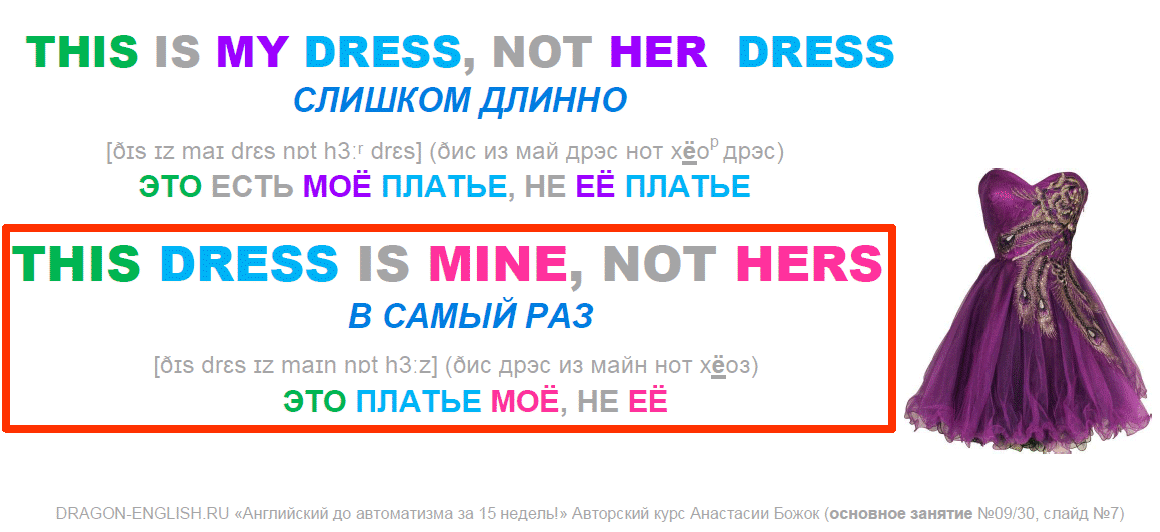 THIS IS MY DRESS, NOT HER DRESS
СЛИШКОМ ДЛИННО
[ðɪs ɪz maɪ drɛs nɒt hɜːʳ drɛs] (ðис из май дрэс нот хёоᵖ дрэс)
ЭТО ЕСТЬ МОЁ ПЛАТЬЕ, НЕ ЕЁ ПЛАТЬЕ
THIS DRESS IS MINE, NOT HERS
В САМЫЙ РАЗ
[ðɪs drɛs ɪz maɪn nɒt hɜːz] (ðис дрэс из майн нот хёоз)
ЭТО ПЛАТЬЕ МОЁ, НЕ ЕЁ
DRAGON-ENGLISH.RU «Английский до автоматизма за 15 недель!» Авторский курс Анастасии Божок (основное занятие №09/30, слайд №7)